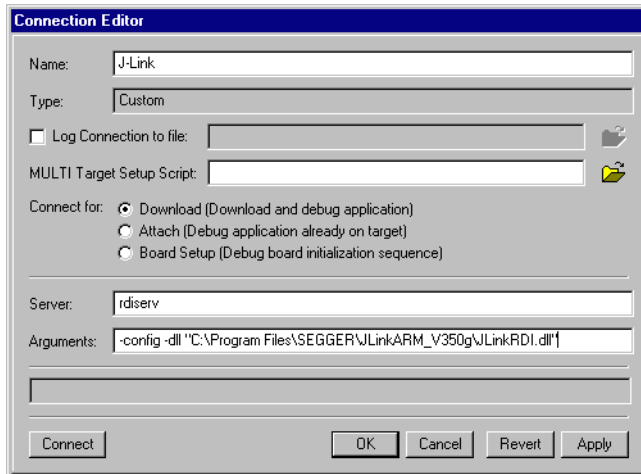 Connection Editor
Name: J-Link
Type: Custom
Log Connection to file:
MULTI Target Setup Script:
Connect for: Download (Download and debug application)
Attach (Debug application already on target)
Board Setup (Debug board initialization sequence)
Server: rdiserv
Arguments: -config -dll "C:\Program Files\SEGGER\JLinkARM_V350g\JLinkRDI.dll"
Connect OK Cancel Revert Apply